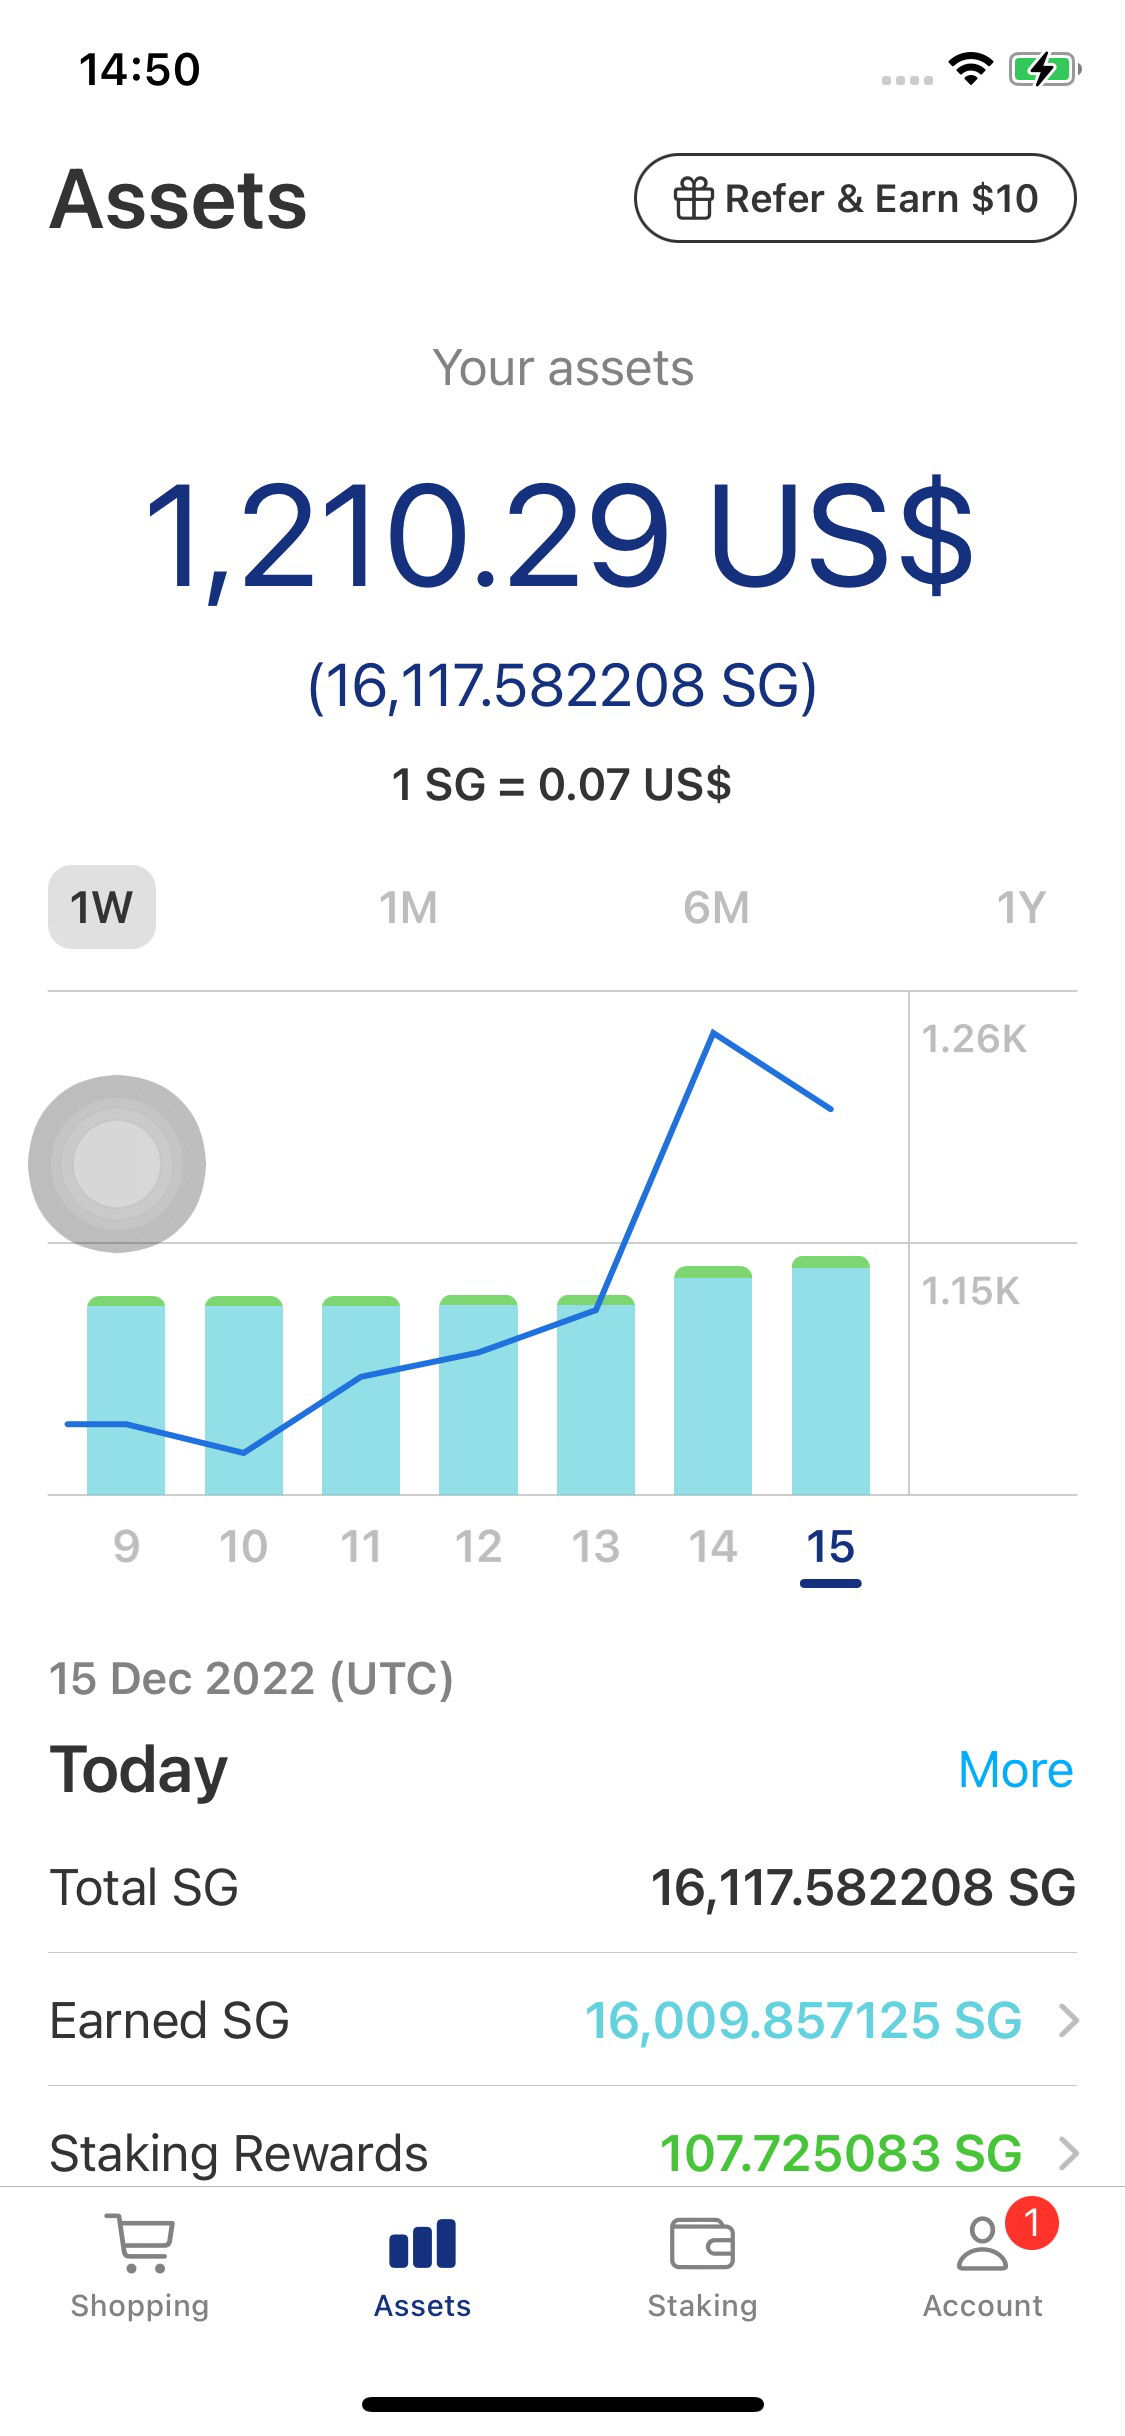 14:50
Assets
Refer & Earn $10
Your assets
1,210.29 US$
(16,117.582208 SG)
1 SG = 0.07 US$
1W 1M 6M 1Y
1.26K
1.15K
9 10 11 12 13 14 15
15 Dec 2022 (UTC)
Today More
Total SG 16,117.582208 SG
Earned SG 16,009.857125 SG
Staking Rewards 107.725083 SG
1
Shopping Assets Staking Account